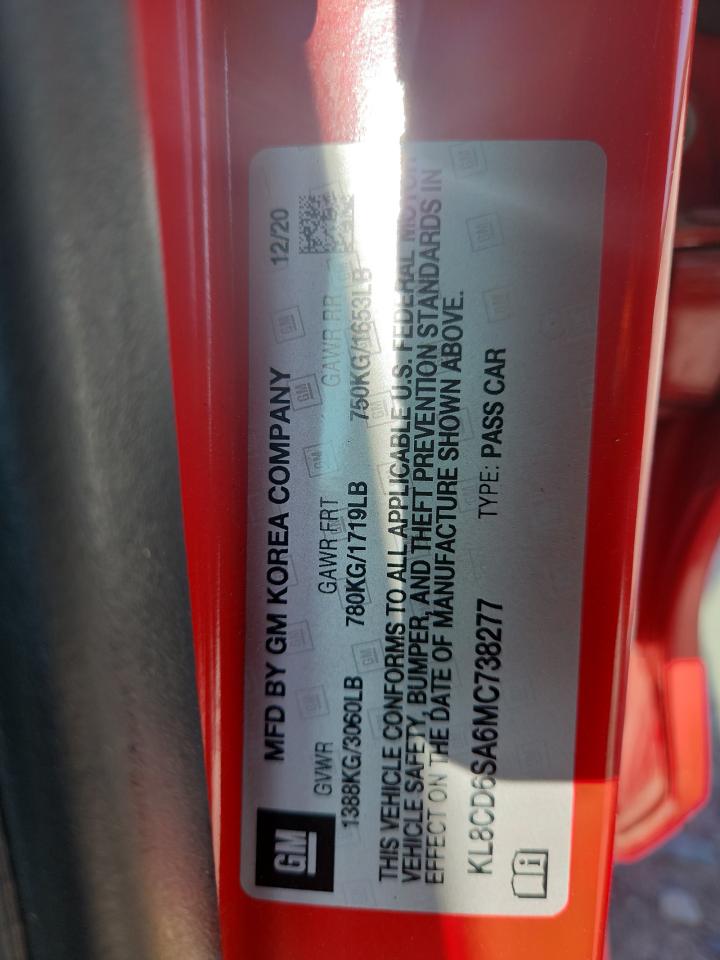 GM
MFD BY GM KOREA COMPANY 12/20
GVWR GAWR FRT GAWR RR
1388KG/3060LB 780KG/1719LB 750KG/1653LB
THIS VEHICLE CONFORMS TO ALL APPLICABLE U.S. FEDERAL MOTOR
VEHICLE SAFETY, BUMPER, AND THEFT PREVENTION STANDARDS IN
EFFECT ON THE DATE OF MANUFACTURE SHOWN ABOVE.
KL8CD6SA6MC738277 TYPE: PASS CAR